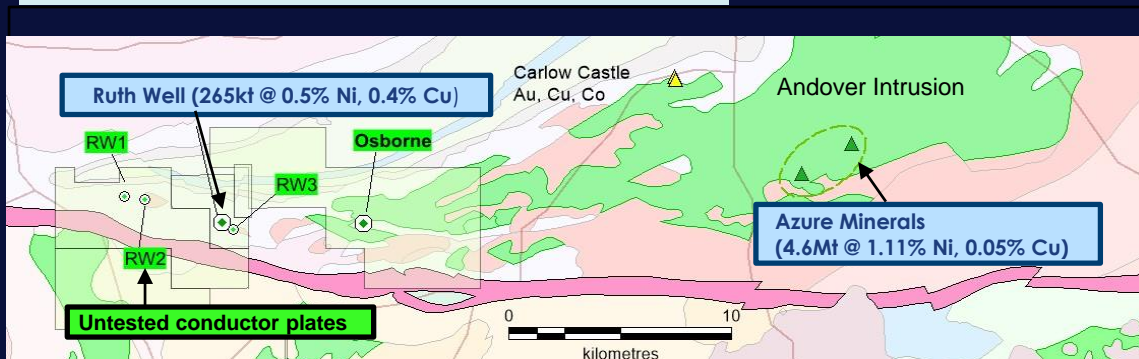 Carlow Castle
Au, Cu, Co
Andover Intrusion
Ruth Well (265kt @ 0.5% Ni, 0.4% Cu)
RW1
Osborne
RW3
RW2
Azure Minerals
(4.6Mt @ 1.11% Ni, 0.05% Cu)
Untested conductor plates
0
10
kilometres